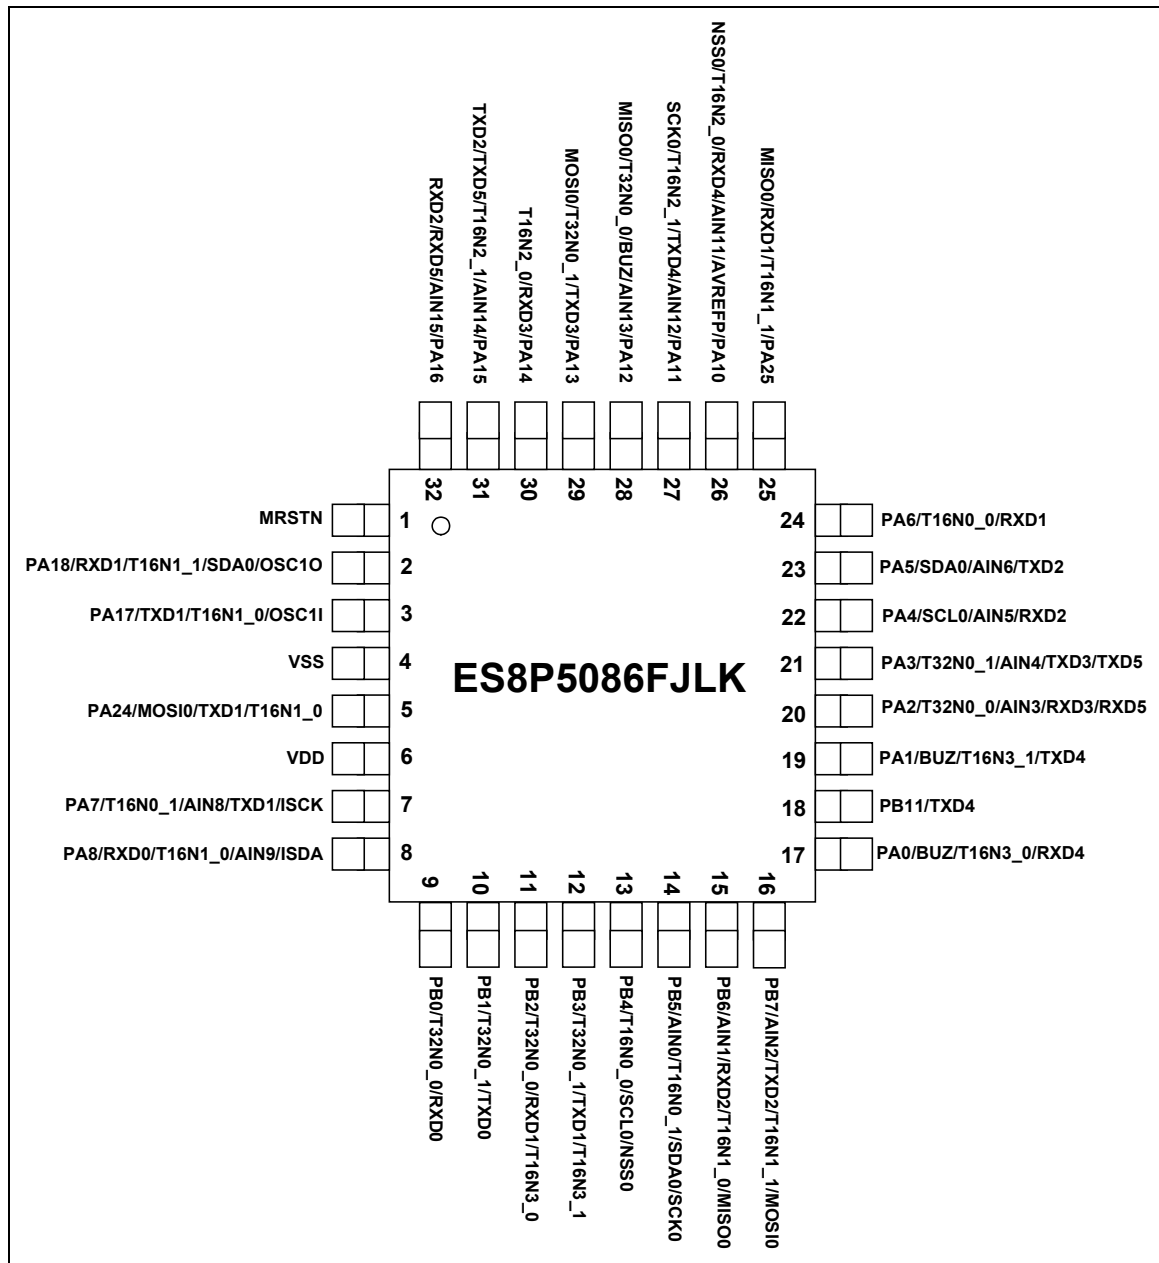 RXD2/RXD5/AIN15/PA16
TXD2/TXD5/T16N2_1/AIN14/PA15
T16N2_0/RXD3/PA14
MOSI0/T32N0_1/TXD3/PA13
MISO0/T32N0_0/BUZ/AIN13/PA12
SCK0/T16N2_1/TXD4/AIN12/PA11
NSS0/T16N2_0/RXD4/AIN11/AVREFP/PA10
MISO0/RXD1/T16N1_1/PA25
32
31
30
29
28
27
26
25
MRSTN
1
PA18/RXD1/T16N1_1/SDA0/OSC1O
2
PA17/TXD1/T16N1_0/OSC1I
3
VSS
4
PA24/MOSI0/TXD1/T16N1_0
5
VDD
6
PA7/T16N0_1/AIN8/TXD1/ISCK
7
PA8/RXD0/T16N1_0/AIN9/ISDA
8
ES8P5086FJLK
24
PA6/T16N0_0/RXD1
23
PA5/SDA0/AIN6/TXD2
22
PA4/SCL0/AIN5/RXD2
21
PA3/T32N0_1/AIN4/TXD3/TXD5
20
PA2/T32N0_0/AIN3/RXD3/RXD5
19
PA1/BUZ/T16N3_1/TXD4
18
PB11/TXD4
17
PA0/BUZ/T16N3_0/RXD4
9
10
11
12
13
14
15
16
PB0/T32N0_0/RXD0
PB1/T32N0_1/TXD0
PB2/T32N0_0/RXD1/T16N3_0
PB3/T32N0_1/TXD1/T16N3_1
PB4/T16N0_0/SCL0/NSS0
PB5/AIN0/T16N0_1/SDA0/SCK0
PB6/AIN1/RXD2/T16N1_0/MISO0
PB7/AIN2/TXD2/T16N1_1/MOSI0